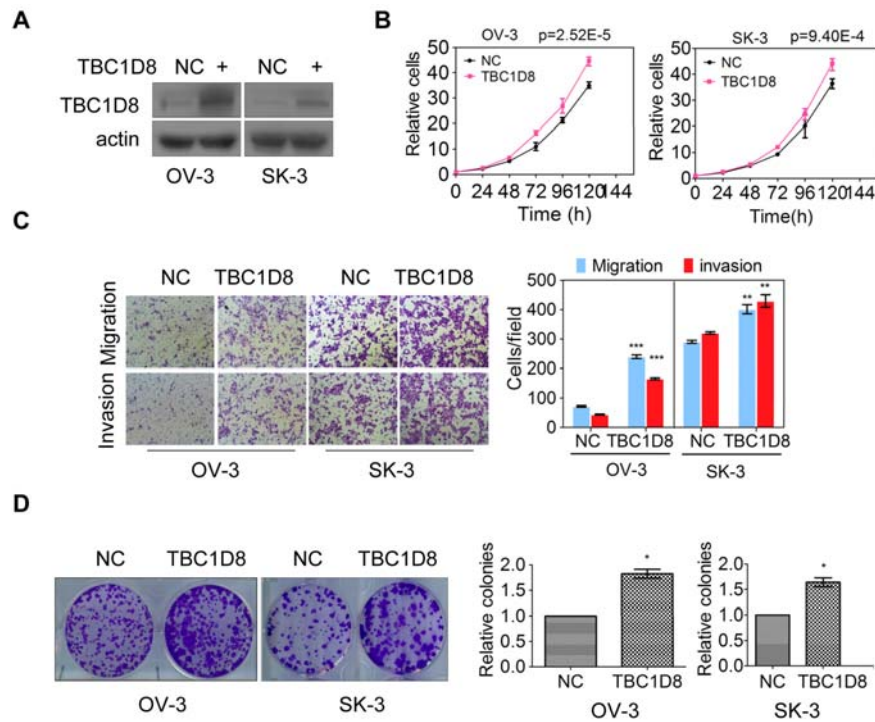 A
TBC1D8 NC + NC +
TBC1D8
actin
OV-3 SK-3
B
OV-3 p=2.52E-5
NC
TBC1D8
Relative cells
50
40
30
20
10
0
0 24 48 72 96 120 144
Time (h)
SK-3 p=9.40E-4
NC
TBC1D8
Relative cells
50
40
30
20
10
0
0 24 48 72 96 120 144
Time(h)
C
NC TBC1D8 NC TBC1D8
Migration
Invasion
OV-3 SK-3
Migration invasion
Cells/field
500
400
300
200
100
0
*** ***
** **
NC TBC1D8 NC TBC1D8
OV-3 SK-3
D
NC TBC1D8 NC TBC1D8
OV-3 SK-3
Relative colonies
2.0
1.5
1.0
0.5
0.0
*
NC TBC1D8
OV-3
Relative colonies
2.0
1.5
1.0
0.5
0.0
*
NC TBC1D8
SK-3